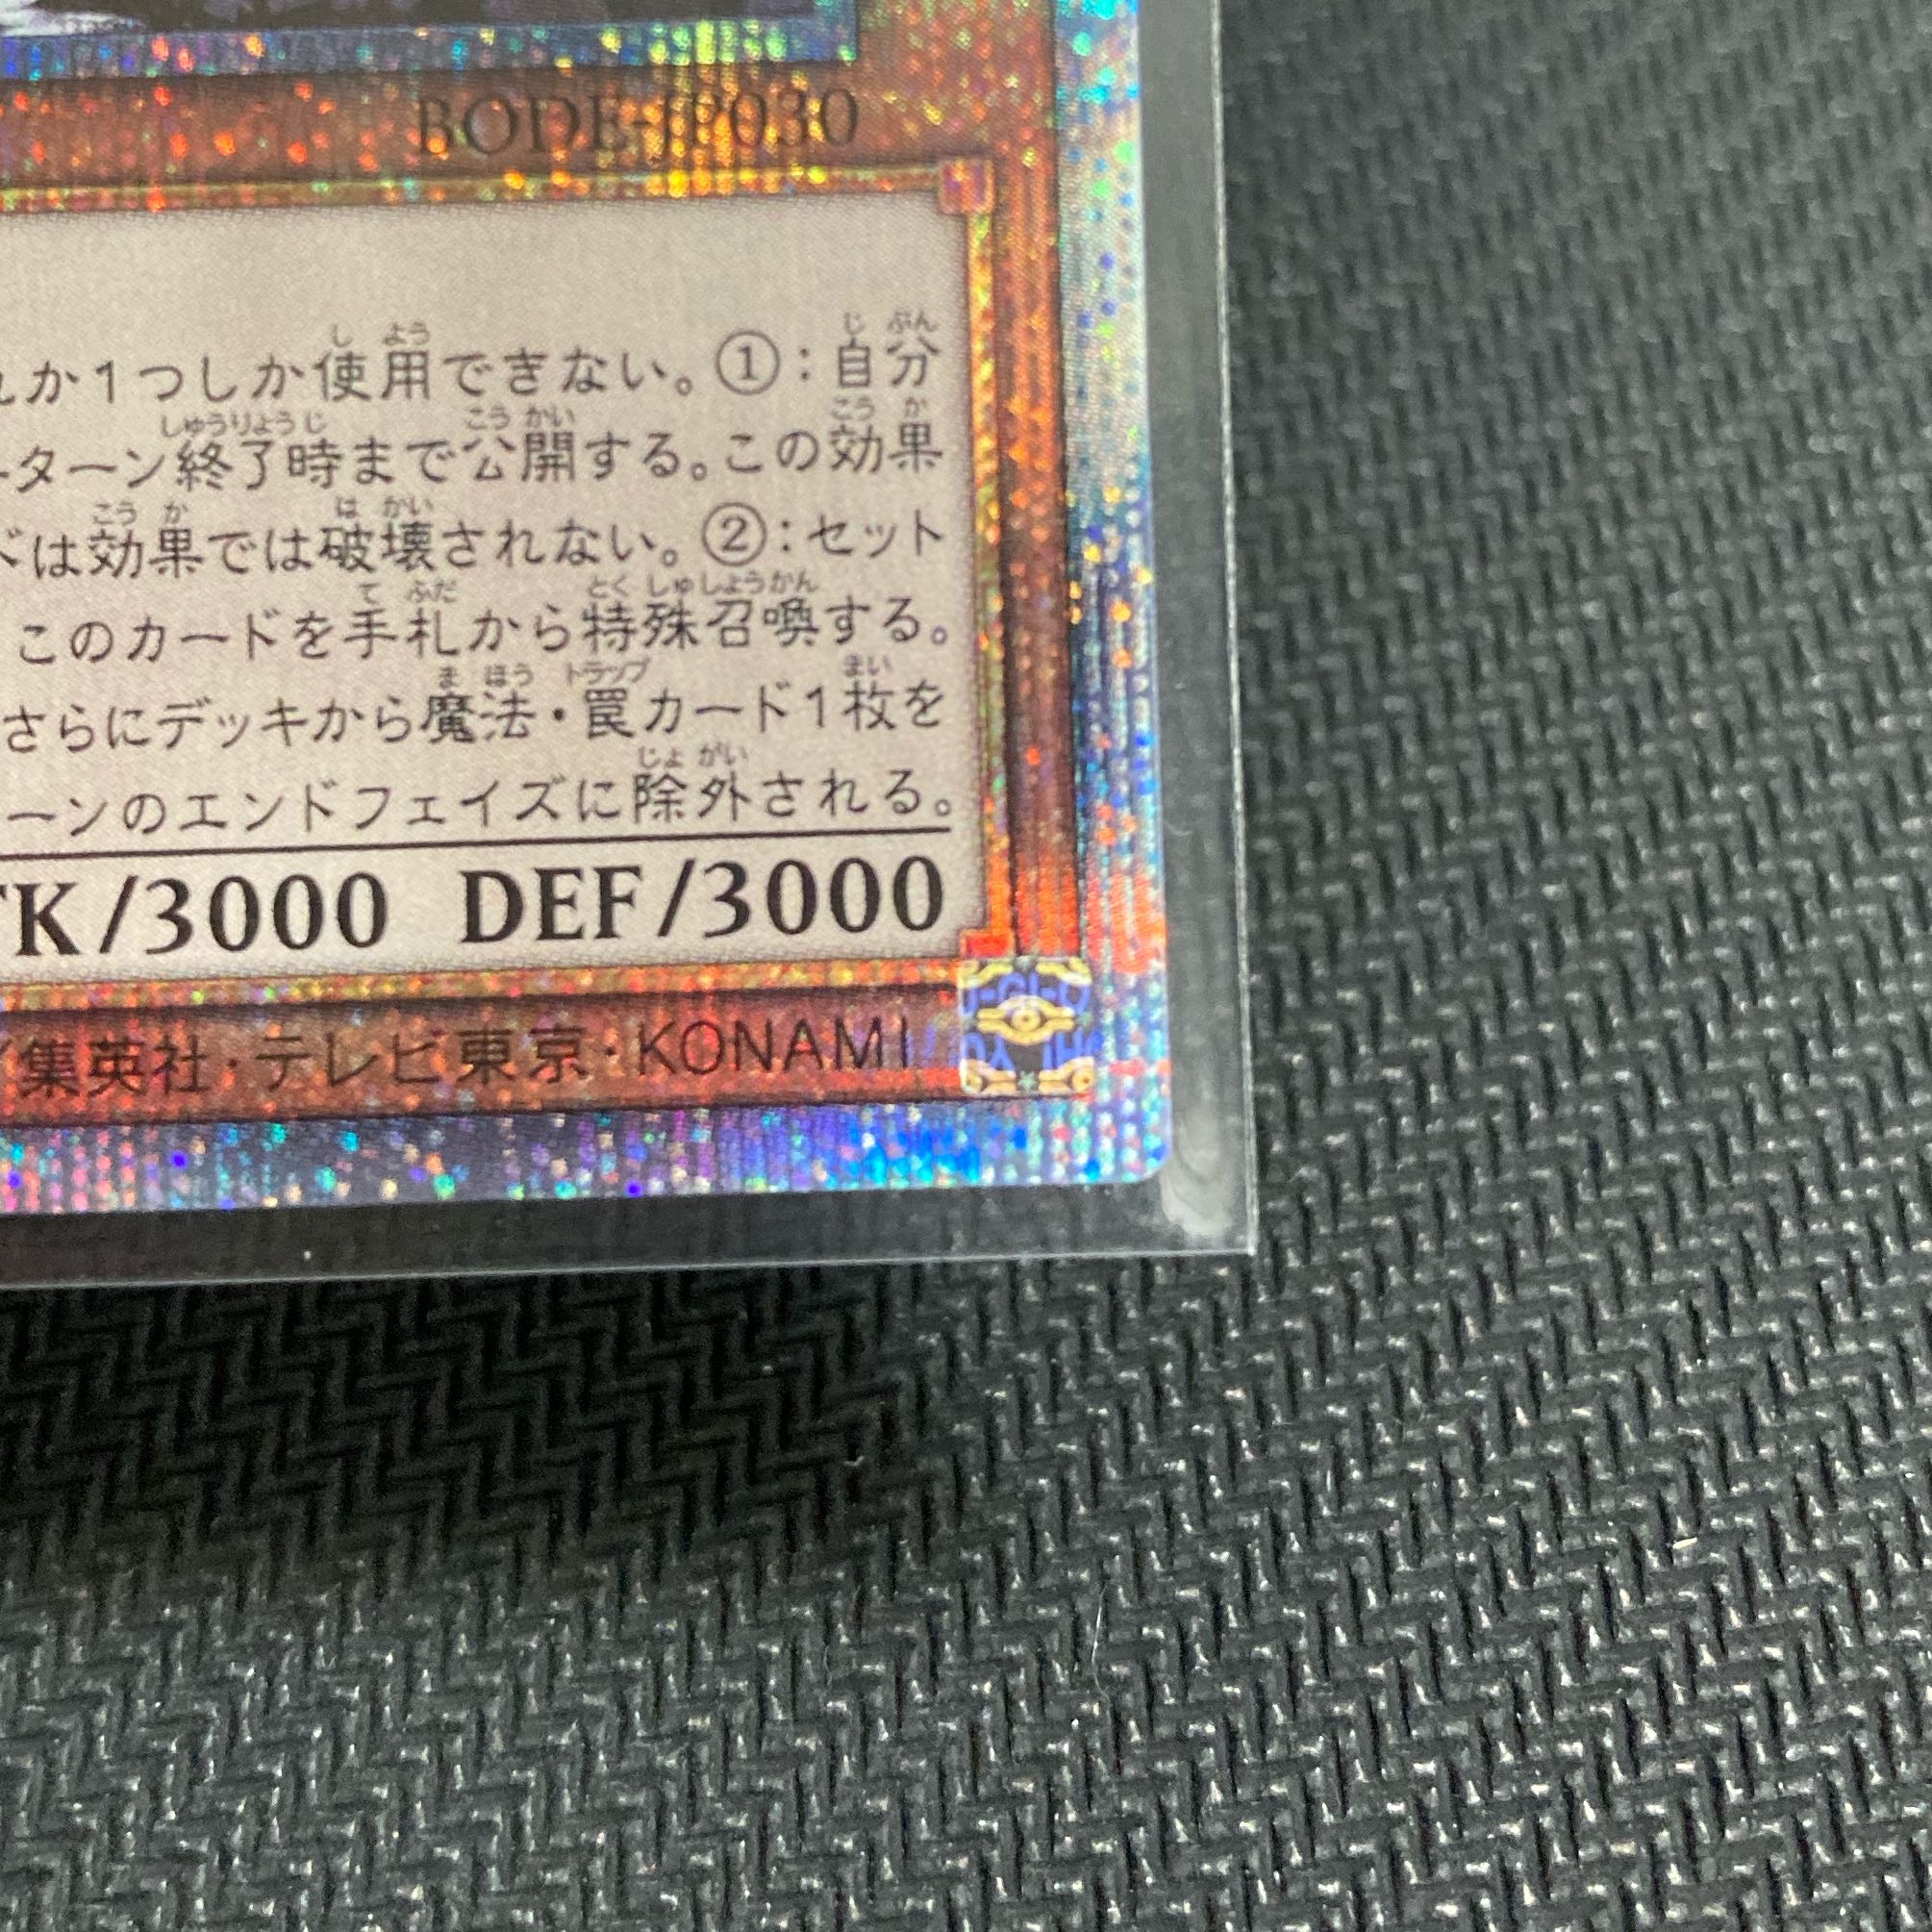 BODE-JP030
れか1つしか使用できない。①：自分
ターン終了時まで公開する。この効果
ドは効果では破壊されない。②：セット
このカードを手札から特殊召喚する。
さらにデッキから魔法・罠カード1枚を
ーンのエンドフェイズに除外される。
TK/3000 DEF/3000
集英社・テレビ東京・KONAMI